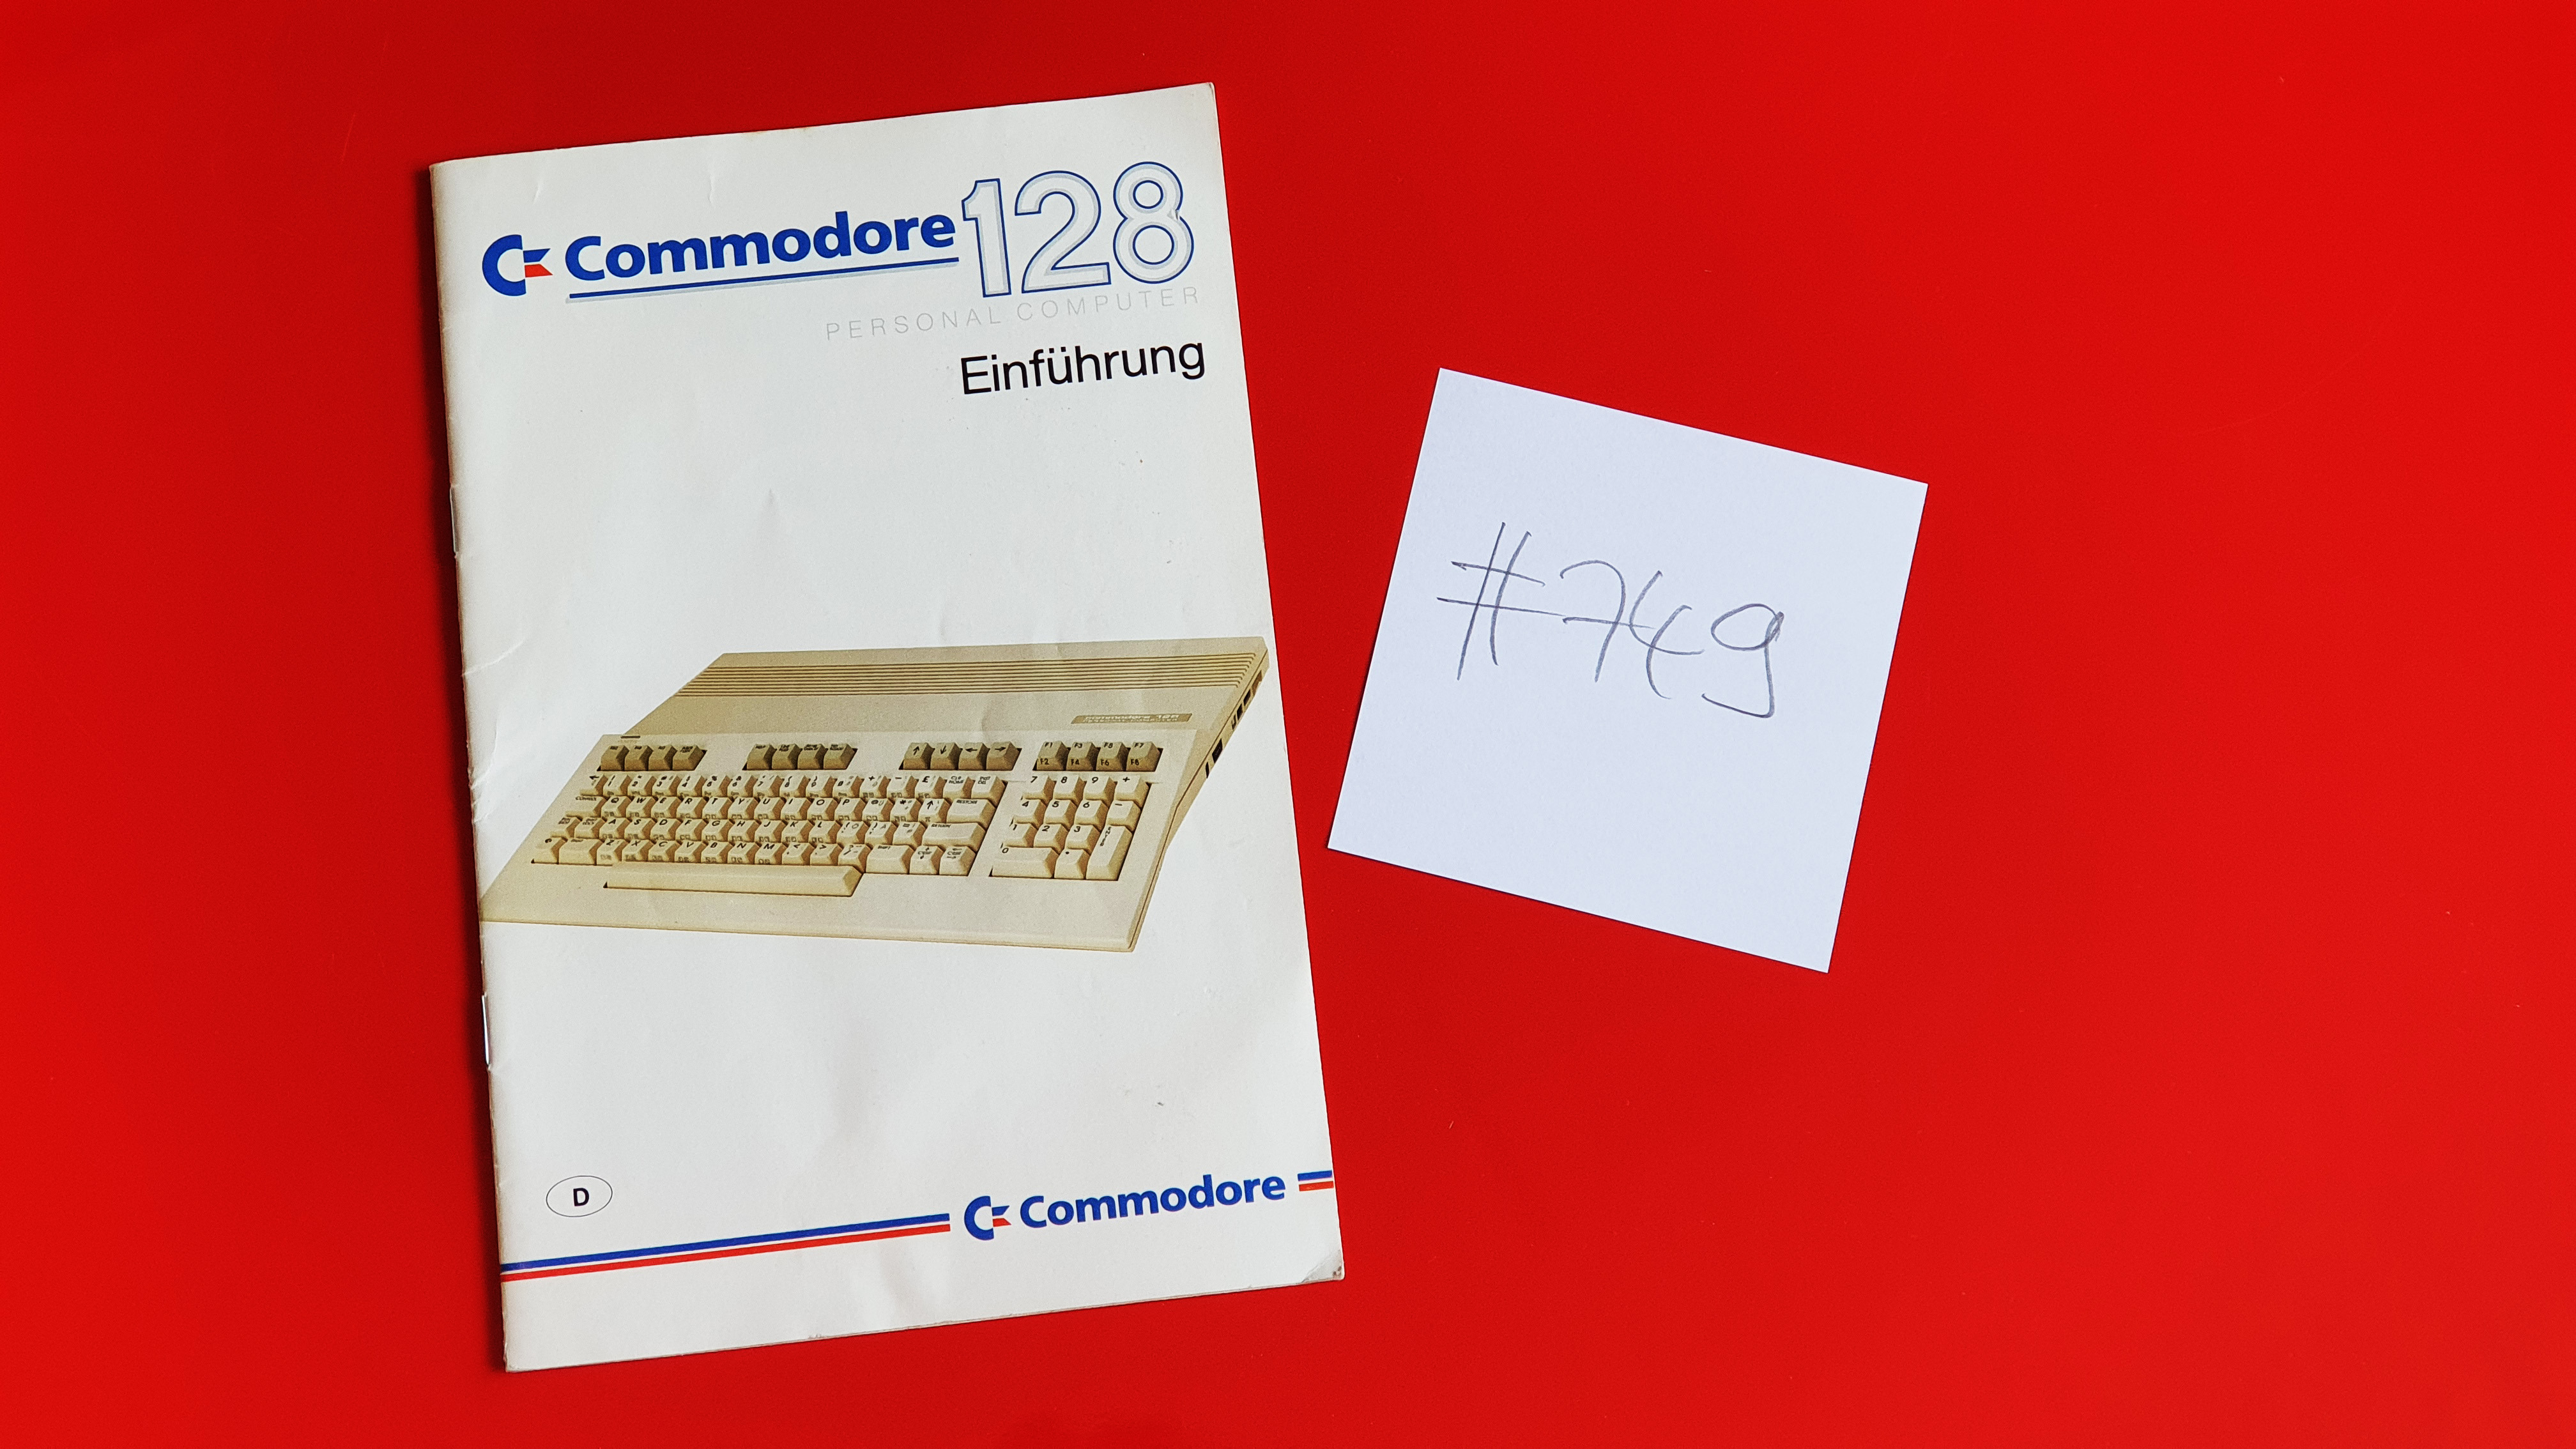 Commodore 128
PERSONAL COMPUTER
Einführung
D
Commodore
#749